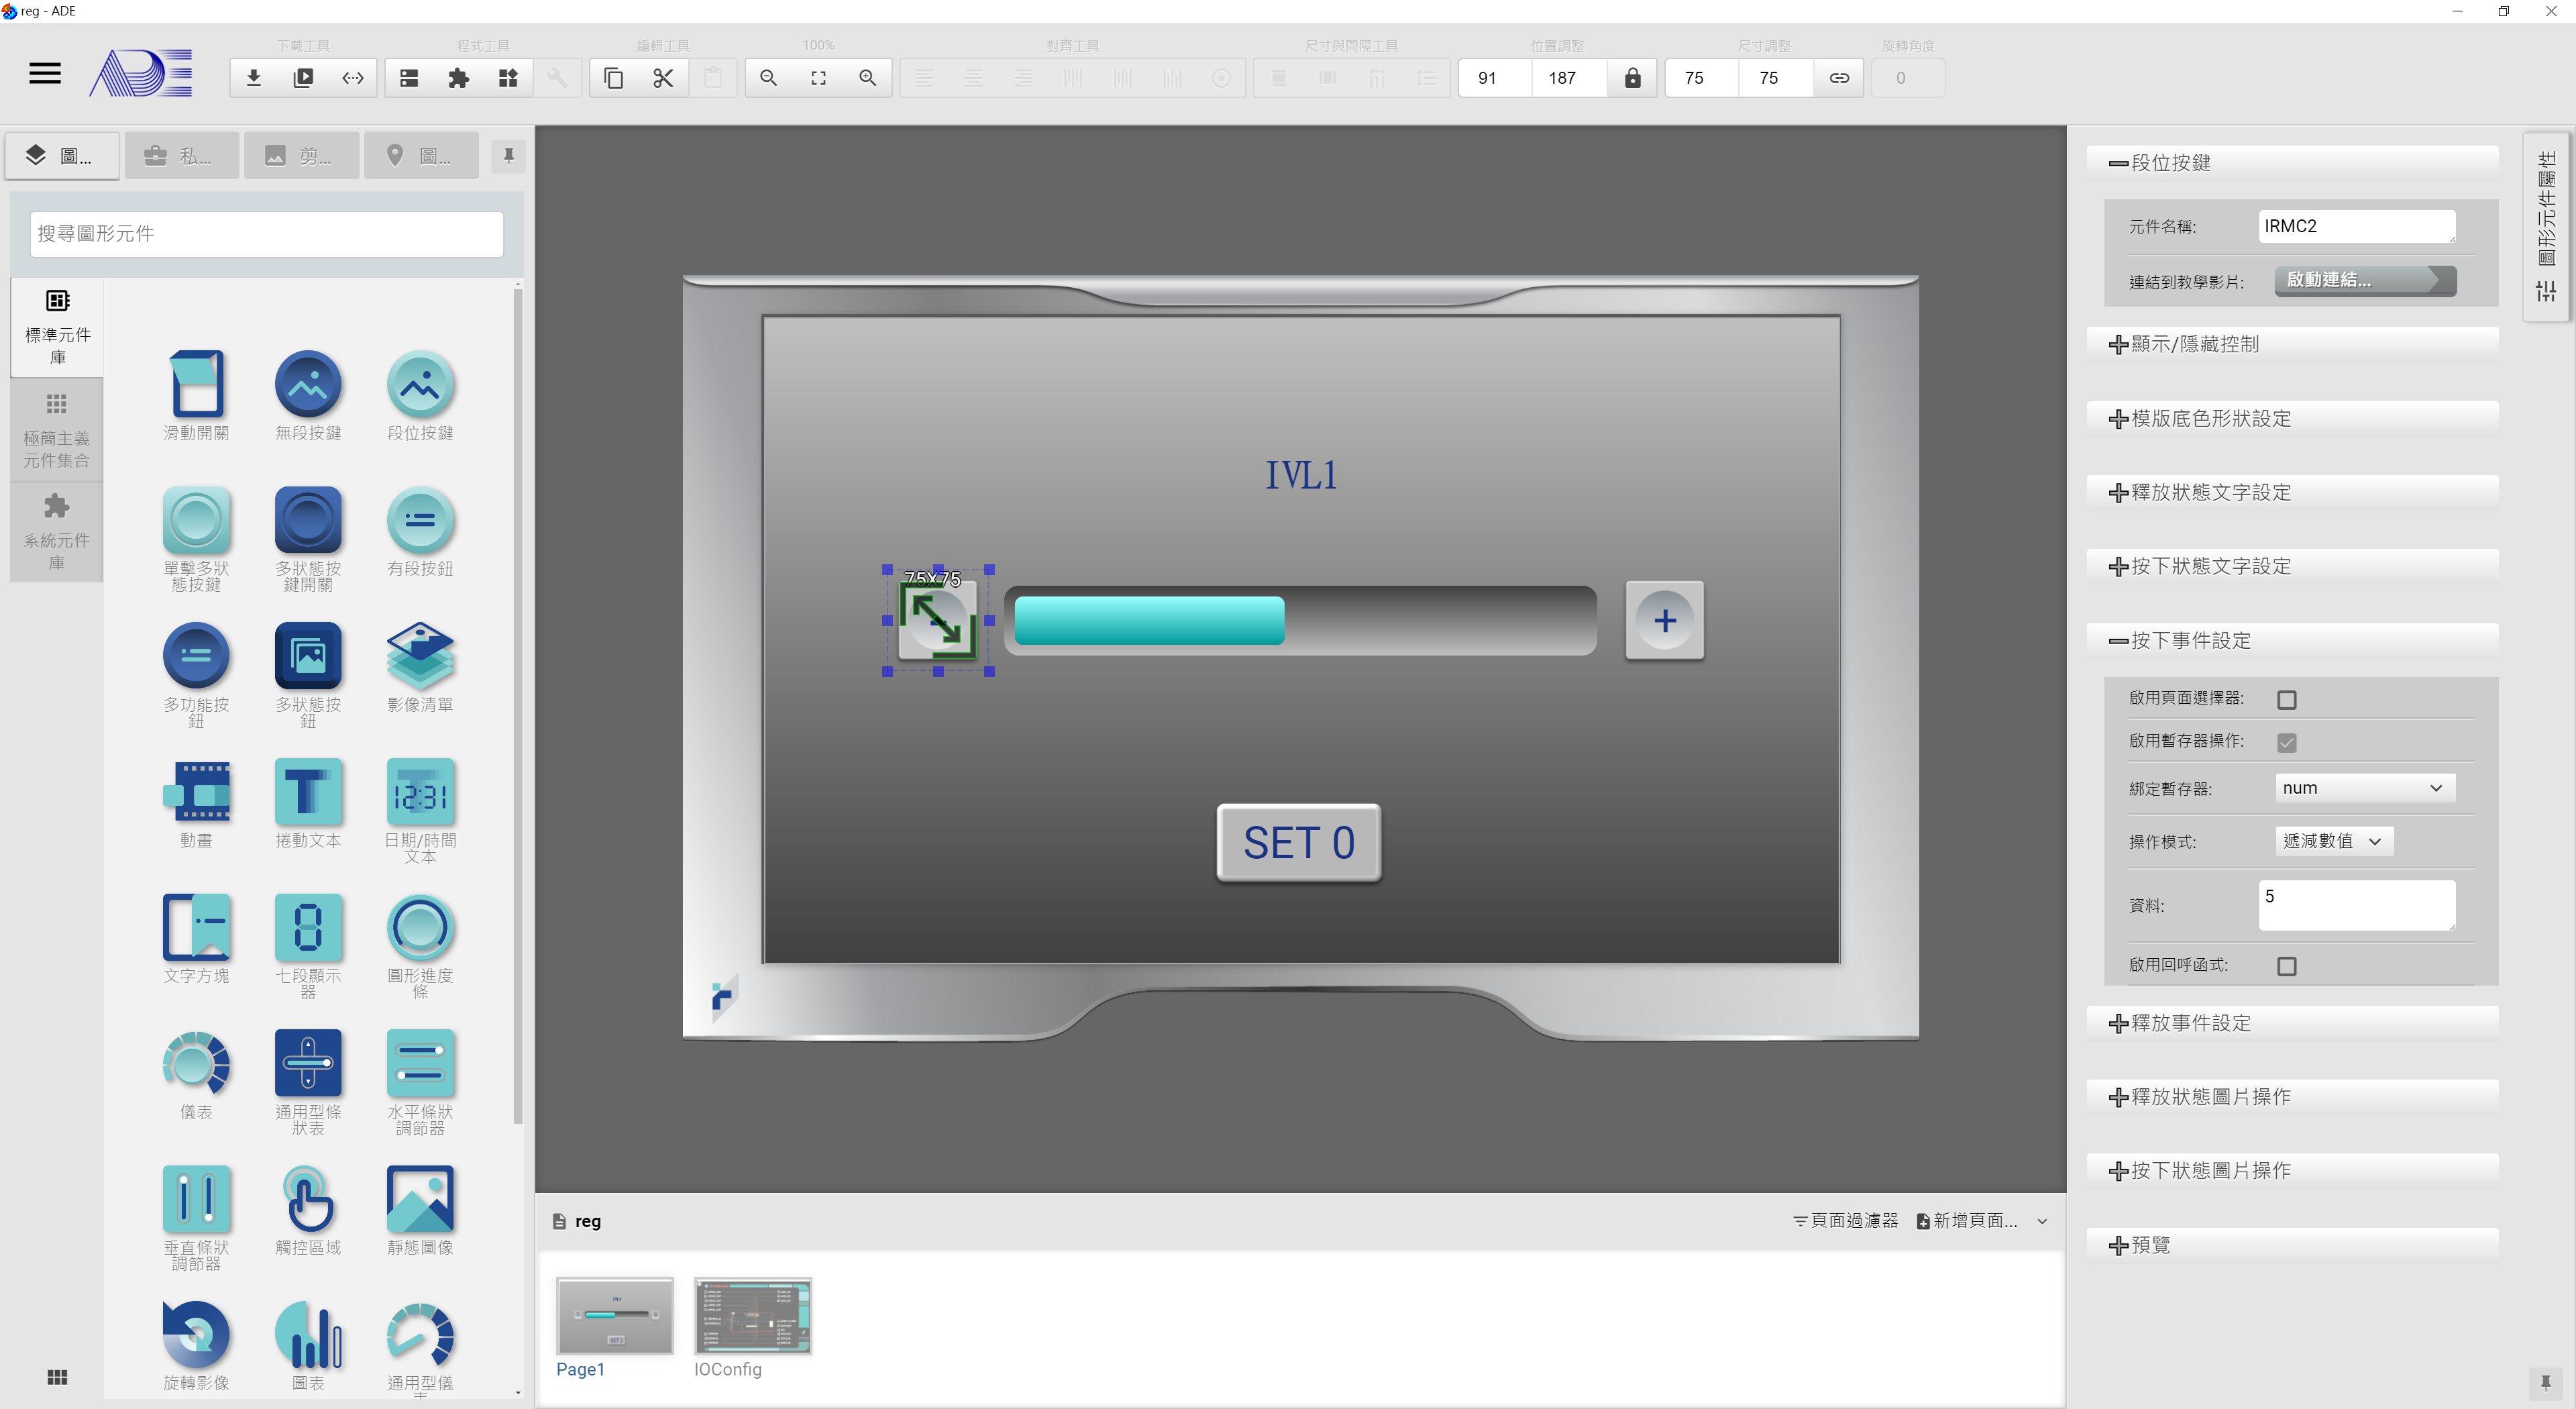 reg - ADE
下載工具
程式工具
編輯工具
100%
對齊工具
尺寸與間隔工具
位置調整
尺寸調整
旋轉角度
ADE
91
187
75
75
0
圖...
私...
剪...
圖...
搜尋圖形元件
標準元件
庫
極簡主義
元件集合
系統元件
庫
滑動開關
無段按鍵
段位按鍵
單擊多狀
態按鍵
多狀態按
鍵開關
有段按鈕
多功能按
鈕
多狀態按
鈕
影像清單
動畫
捲動文本
日期/時間
文本
文字方塊
七段顯示
器
圓形進度
條
儀表
通用型條
狀表
水平條狀
調節器
垂直條狀
調節器
觸控區域
靜態圖像
旋轉影像
圖表
通用型儀
12:31
IVL1
75X75
+
SET 0
reg
頁面過濾器
新增頁面...
Page1
IOConfig
段位按鍵
元件名稱:
IRMC2
連結到教學影片:
啟動連結...
顯示/隱藏控制
模版底色形狀設定
釋放狀態文字設定
按下狀態文字設定
按下事件設定
啟用頁面選擇器:
啟用暫存器操作:
綁定暫存器:
num
操作模式:
遞減數值
資料:
5
啟用回呼函式:
釋放事件設定
釋放狀態圖片操作
按下狀態圖片操作
預覽
圖形元件屬性